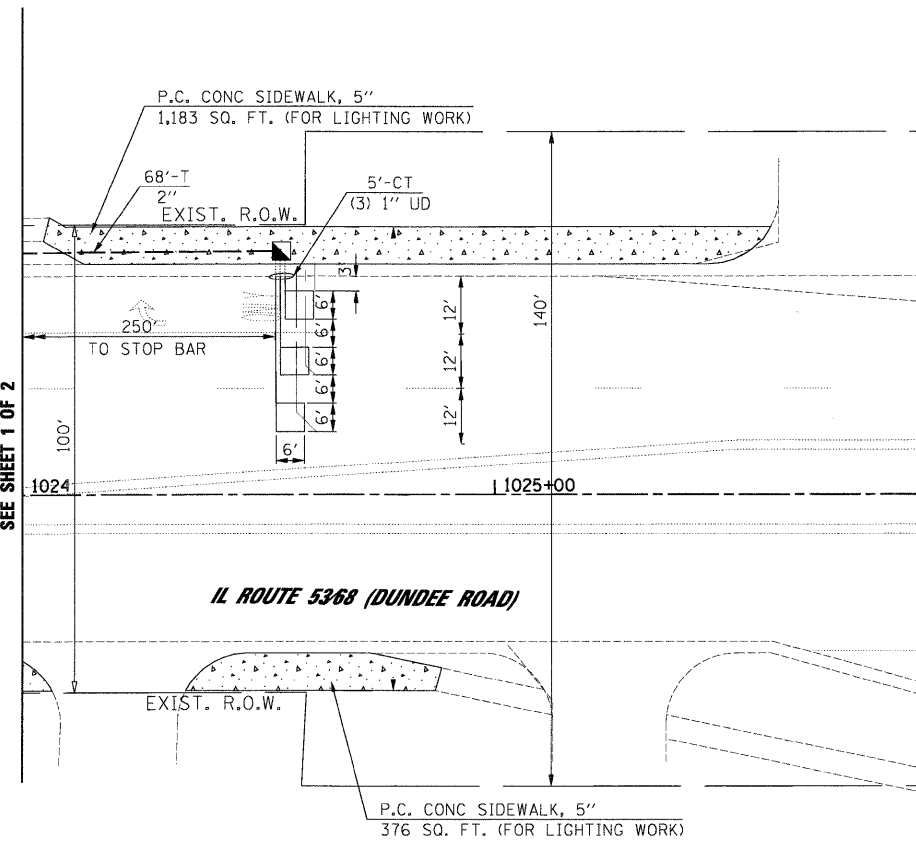 P.C. CONC SIDEWALK, 5"
1,183 SQ. FT. (FOR LIGHTING WORK)
68'-T
2"
5'-CT
(3) 1" UD
EXIST. R.O.W.
3'
6'
6'
6'
6'
6'
6'
12'
12'
12'
140'
250'
TO STOP BAR
100'
SEE SHEET 1 OF 2
1024
1025+00
IL ROUTE 53/68 (DUNDEE ROAD)
EXIST. R.O.W.
P.C. CONC SIDEWALK, 5"
376 SQ. FT. (FOR LIGHTING WORK)